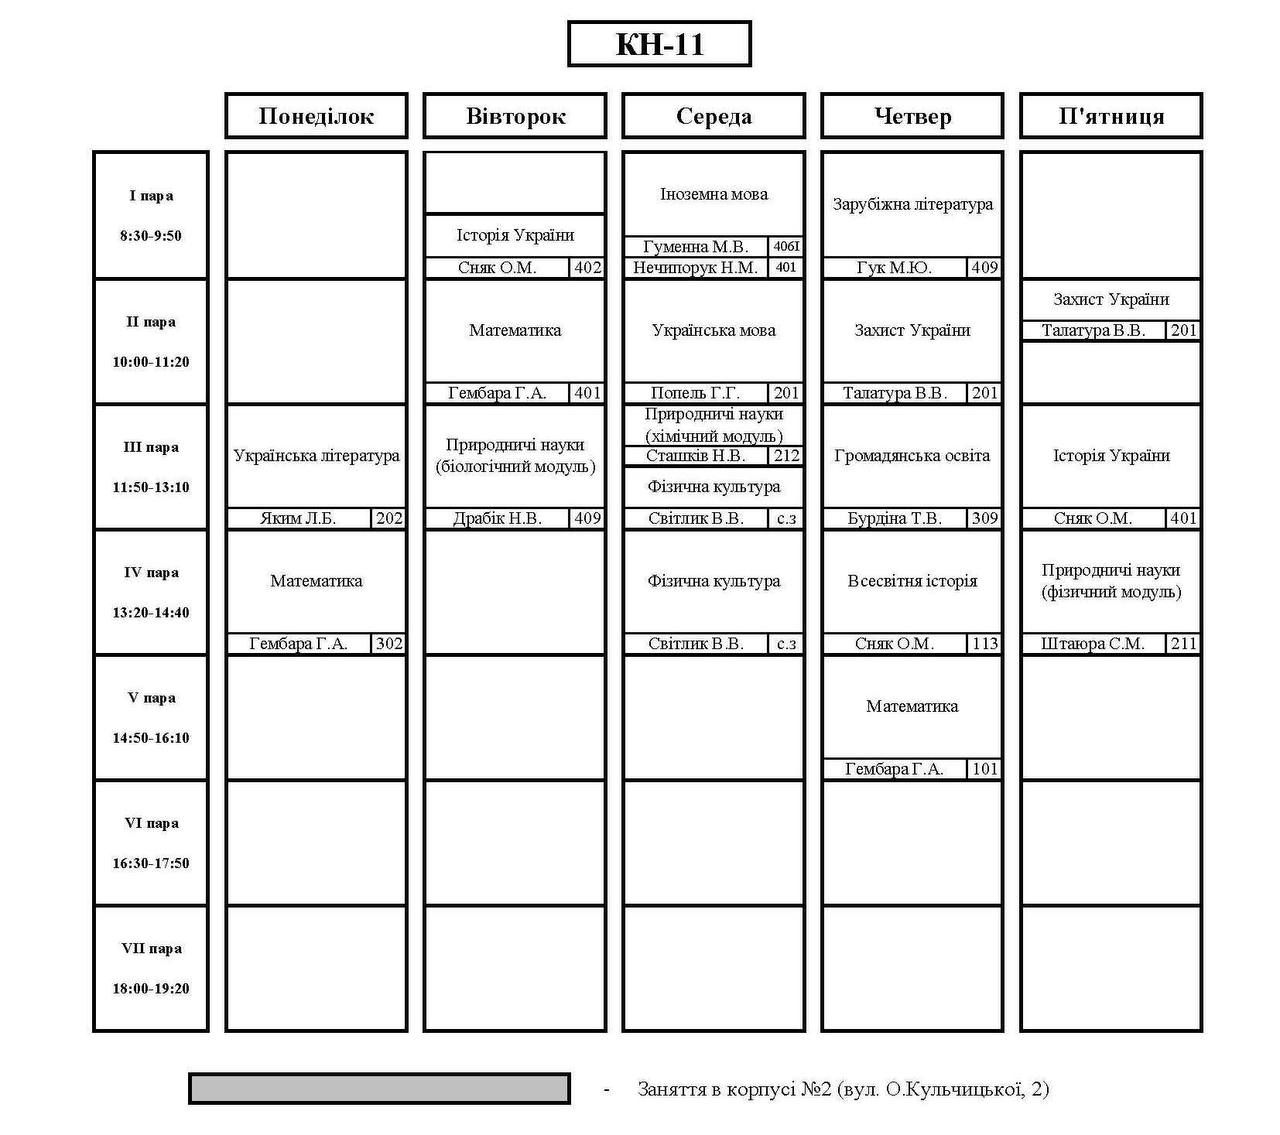 КН-11
Понеділок Вівторок Середа Четвер П'ятниця
І пара
8:30-9:50
Історія України
Сняк О.М. 402
Іноземна мова
Гуменна М.В. 406І
Нечипорук Н.М. 401
Зарубіжна література
Гук М.Ю. 409
ІІ пара
10:00-11:20
Математика
Гембара Г.А. 401
Українська мова
Попель Г.Г. 201
Захист України
Талатура В.В. 201
Захист України
Талатура В.В. 201
ІІІ пара
11:50-13:10
Українська література
Яким Л.Б. 202
Природничі науки
(біологічний модуль)
Драбік Н.В. 409
Природничі науки
(хімічний модуль)
Сташків Н.В. 212
Фізична культура
Світлик В.В. с.з
Громадянська освіта
Бурдіна Т.В. 309
Історія України
Сняк О.М. 401
IV пара
13:20-14:40
Математика
Гембара Г.А. 302
Фізична культура
Світлик В.В. с.з
Всесвітня історія
Сняк О.М. 113
Природничі науки
(фізичний модуль)
Штаюра С.М. 211
V пара
14:50-16:10
Математика
Гембара Г.А. 101
VI пара
16:30-17:50
VII пара
18:00-19:20
- Заняття в корпусі №2 (вул. О.Кульчицької, 2)